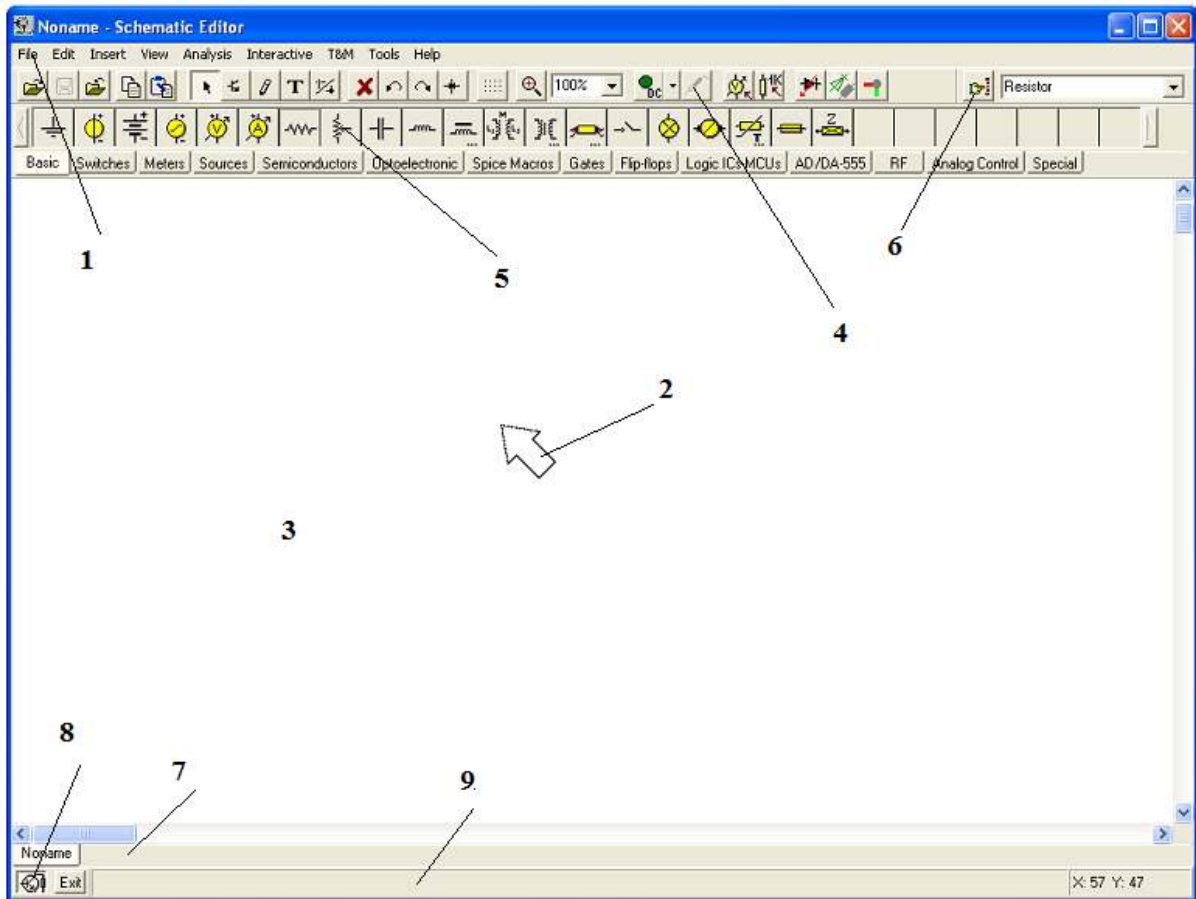 Noname - Schematic Editor
File Edit Insert View Analysis Interactive T&M Tools Help
T 100% DC 1K Resistor
M T Z
Basic Switches Meters Sources Semiconductors Optoelectronic Spice Macros Gates Flip-flops Logic ICs-MCUs AD/DA-555 RF Analog Control Special
1
5
6
4
2
3
8
7
9
Noname
Exit X: 57 Y: 47